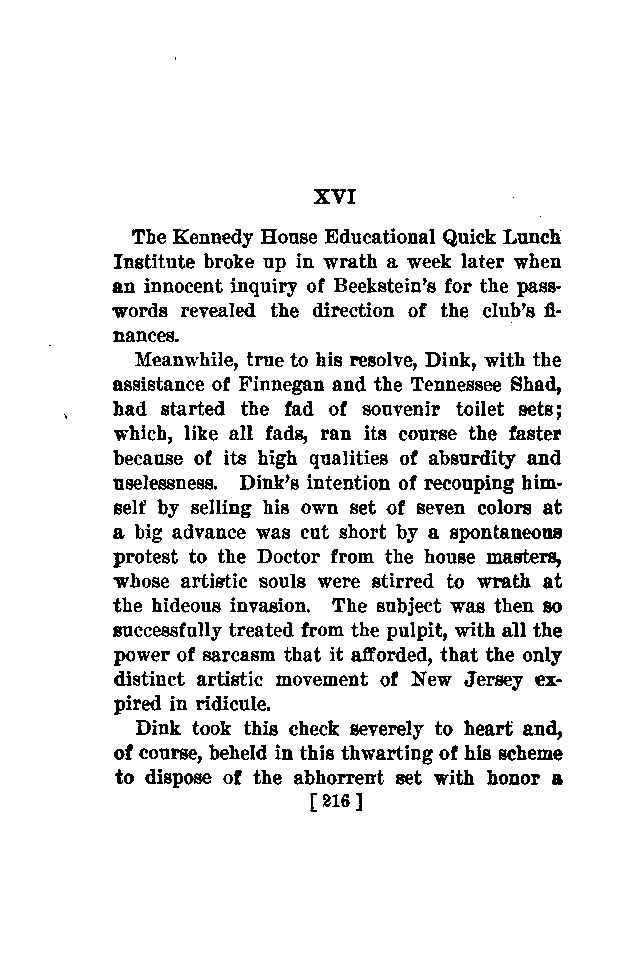 XVI
The Kennedy House Educational Quick Lunch
Institute broke up in wrath a week later when
an innocent inquiry of Beekstein's for the pass-
words revealed the direction of the club's fi-
nances.
Meanwhile, true to his resolve, Dink, with the
assistance of Finnegan and the Tennessee Shad,
had started the fad of souvenir toilet sets;
which, like all fads, ran its course the faster
because of its high qualities of absurdity and
uselessness. Dink's intention of recouping him-
self by selling his own set of seven colors at
a big advance was cut short by a spontaneous
protest to the Doctor from the house masters,
whose artistic souls were stirred to wrath at
the hideous invasion. The subject was then so
successfully treated from the pulpit, with all the
power of sarcasm that it afforded, that the only
distinct artistic movement of New Jersey ex-
pired in ridicule.
Dink took this check severely to heart and,
of course, beheld in this thwarting of his scheme
to dispose of the abhorrent set with honor a
[ 216 ]